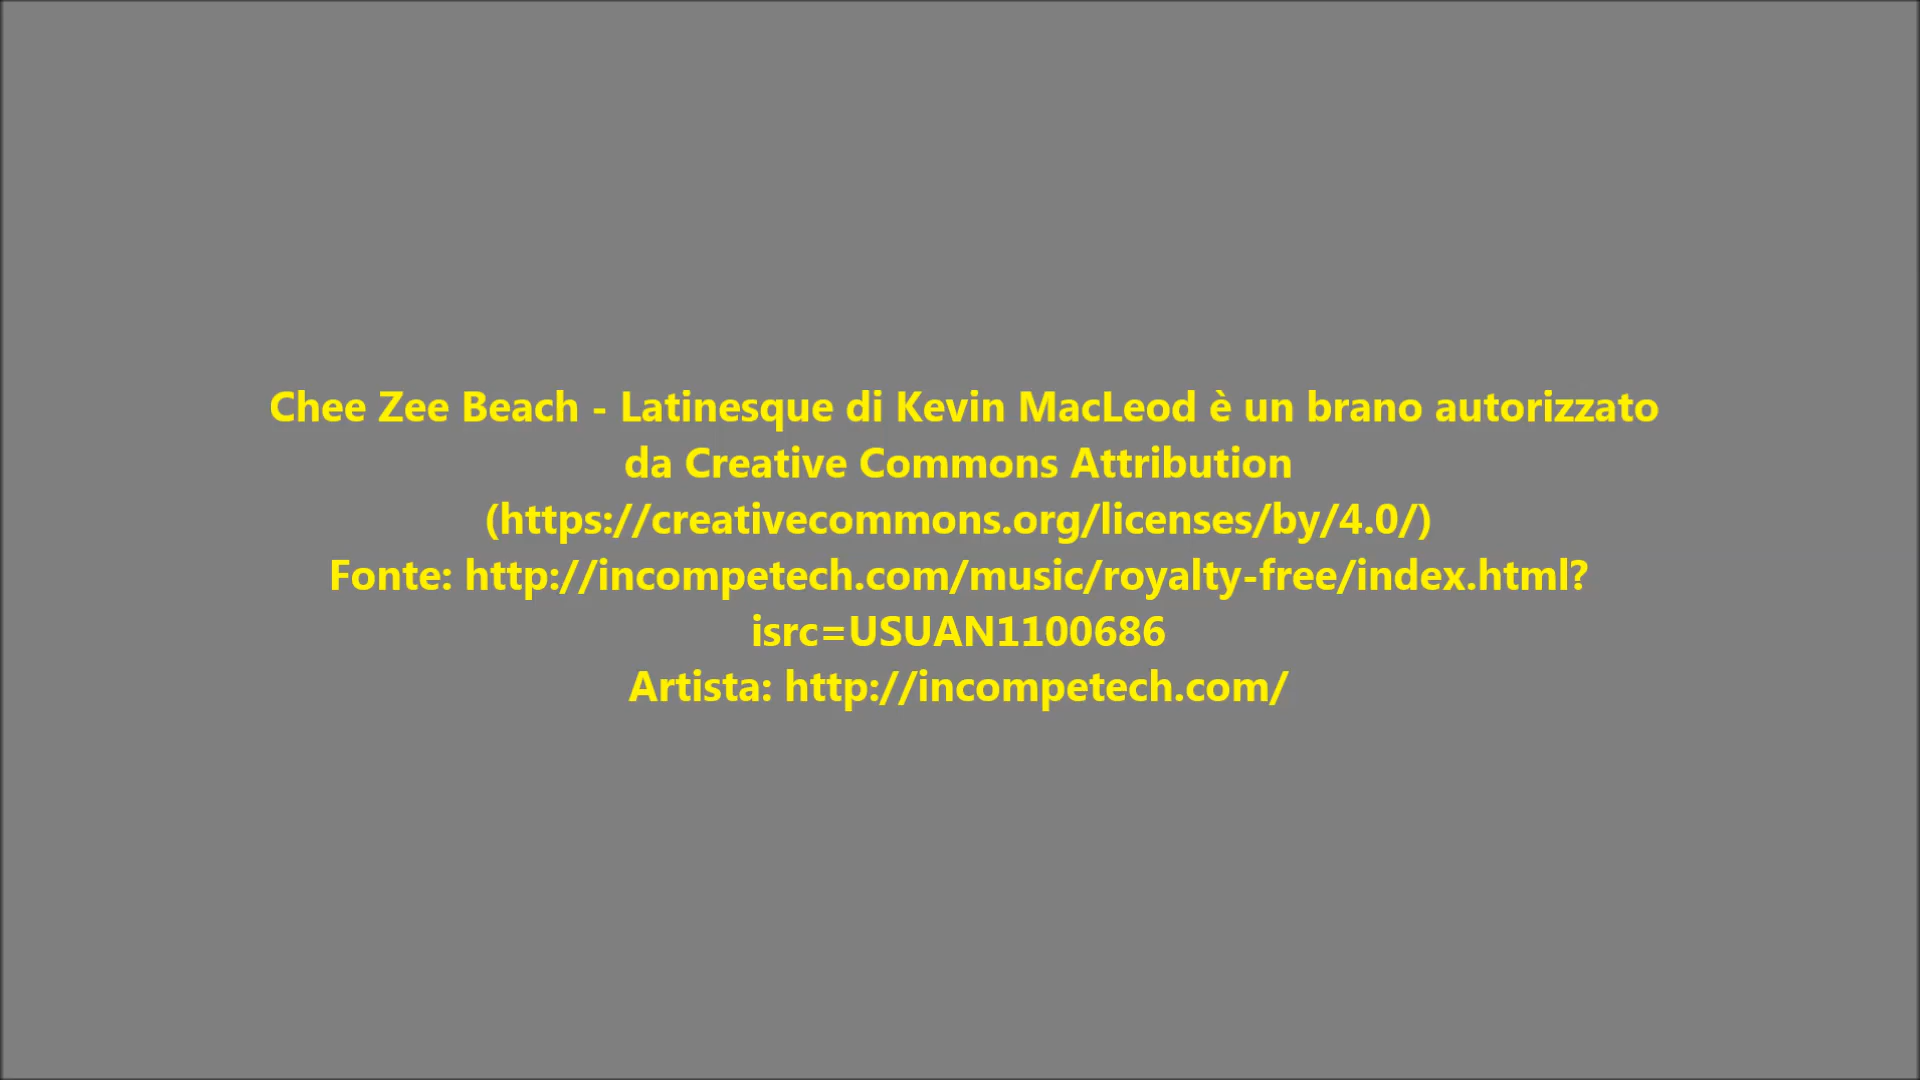 Chee Zee Beach - Latinesque di Kevin MacLeod è un brano autorizzato
da Creative Commons Attribution
(https://creativecommons.org/licenses/by/4.0/)
Fonte: http://incompetech.com/music/royalty-free/index.html?
isrc=USUAN1100686
Artista: http://incompetech.com/